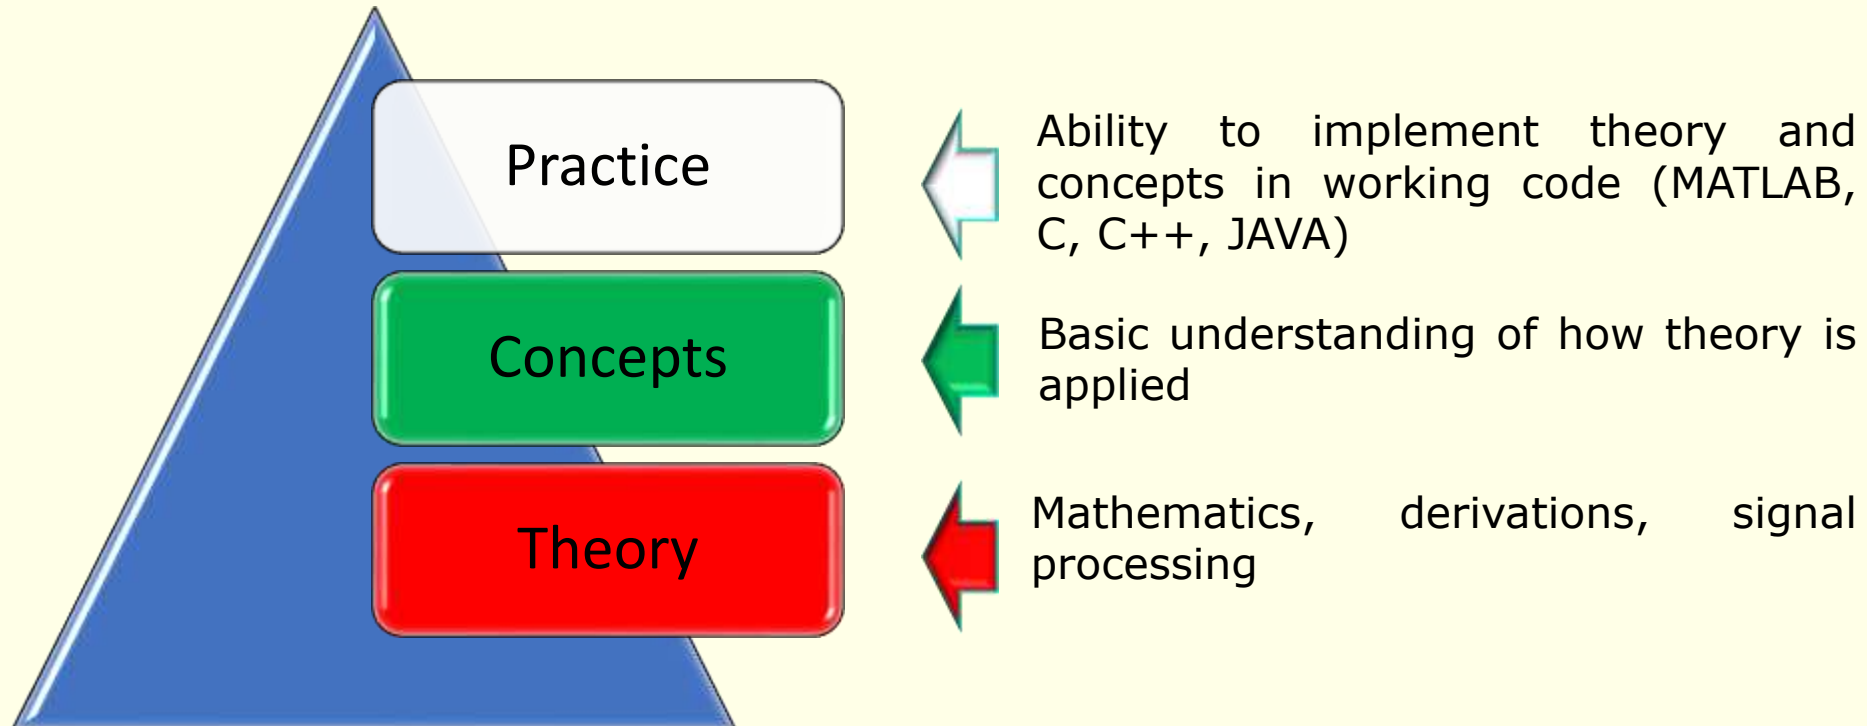 Practice
Ability to implement theory and
concepts in working code (MATLAB,
C, C++, JAVA)
Concepts
Basic understanding of how theory is
applied
Theory
Mathematics, derivations, signal
processing